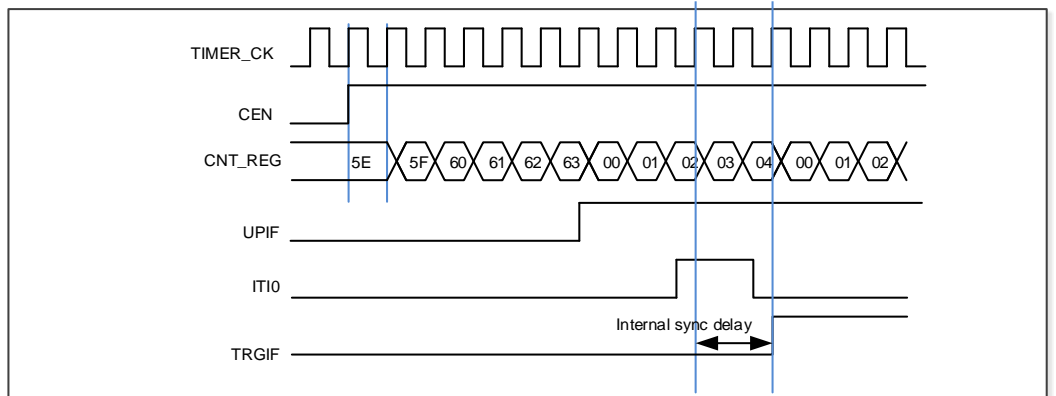 TIMER_CK
CEN
CNT_REG 5E 5F 60 61 62 63 00 01 02 03 04 00 01 02
UPIF
ITI0
Internal sync delay
TRGIF